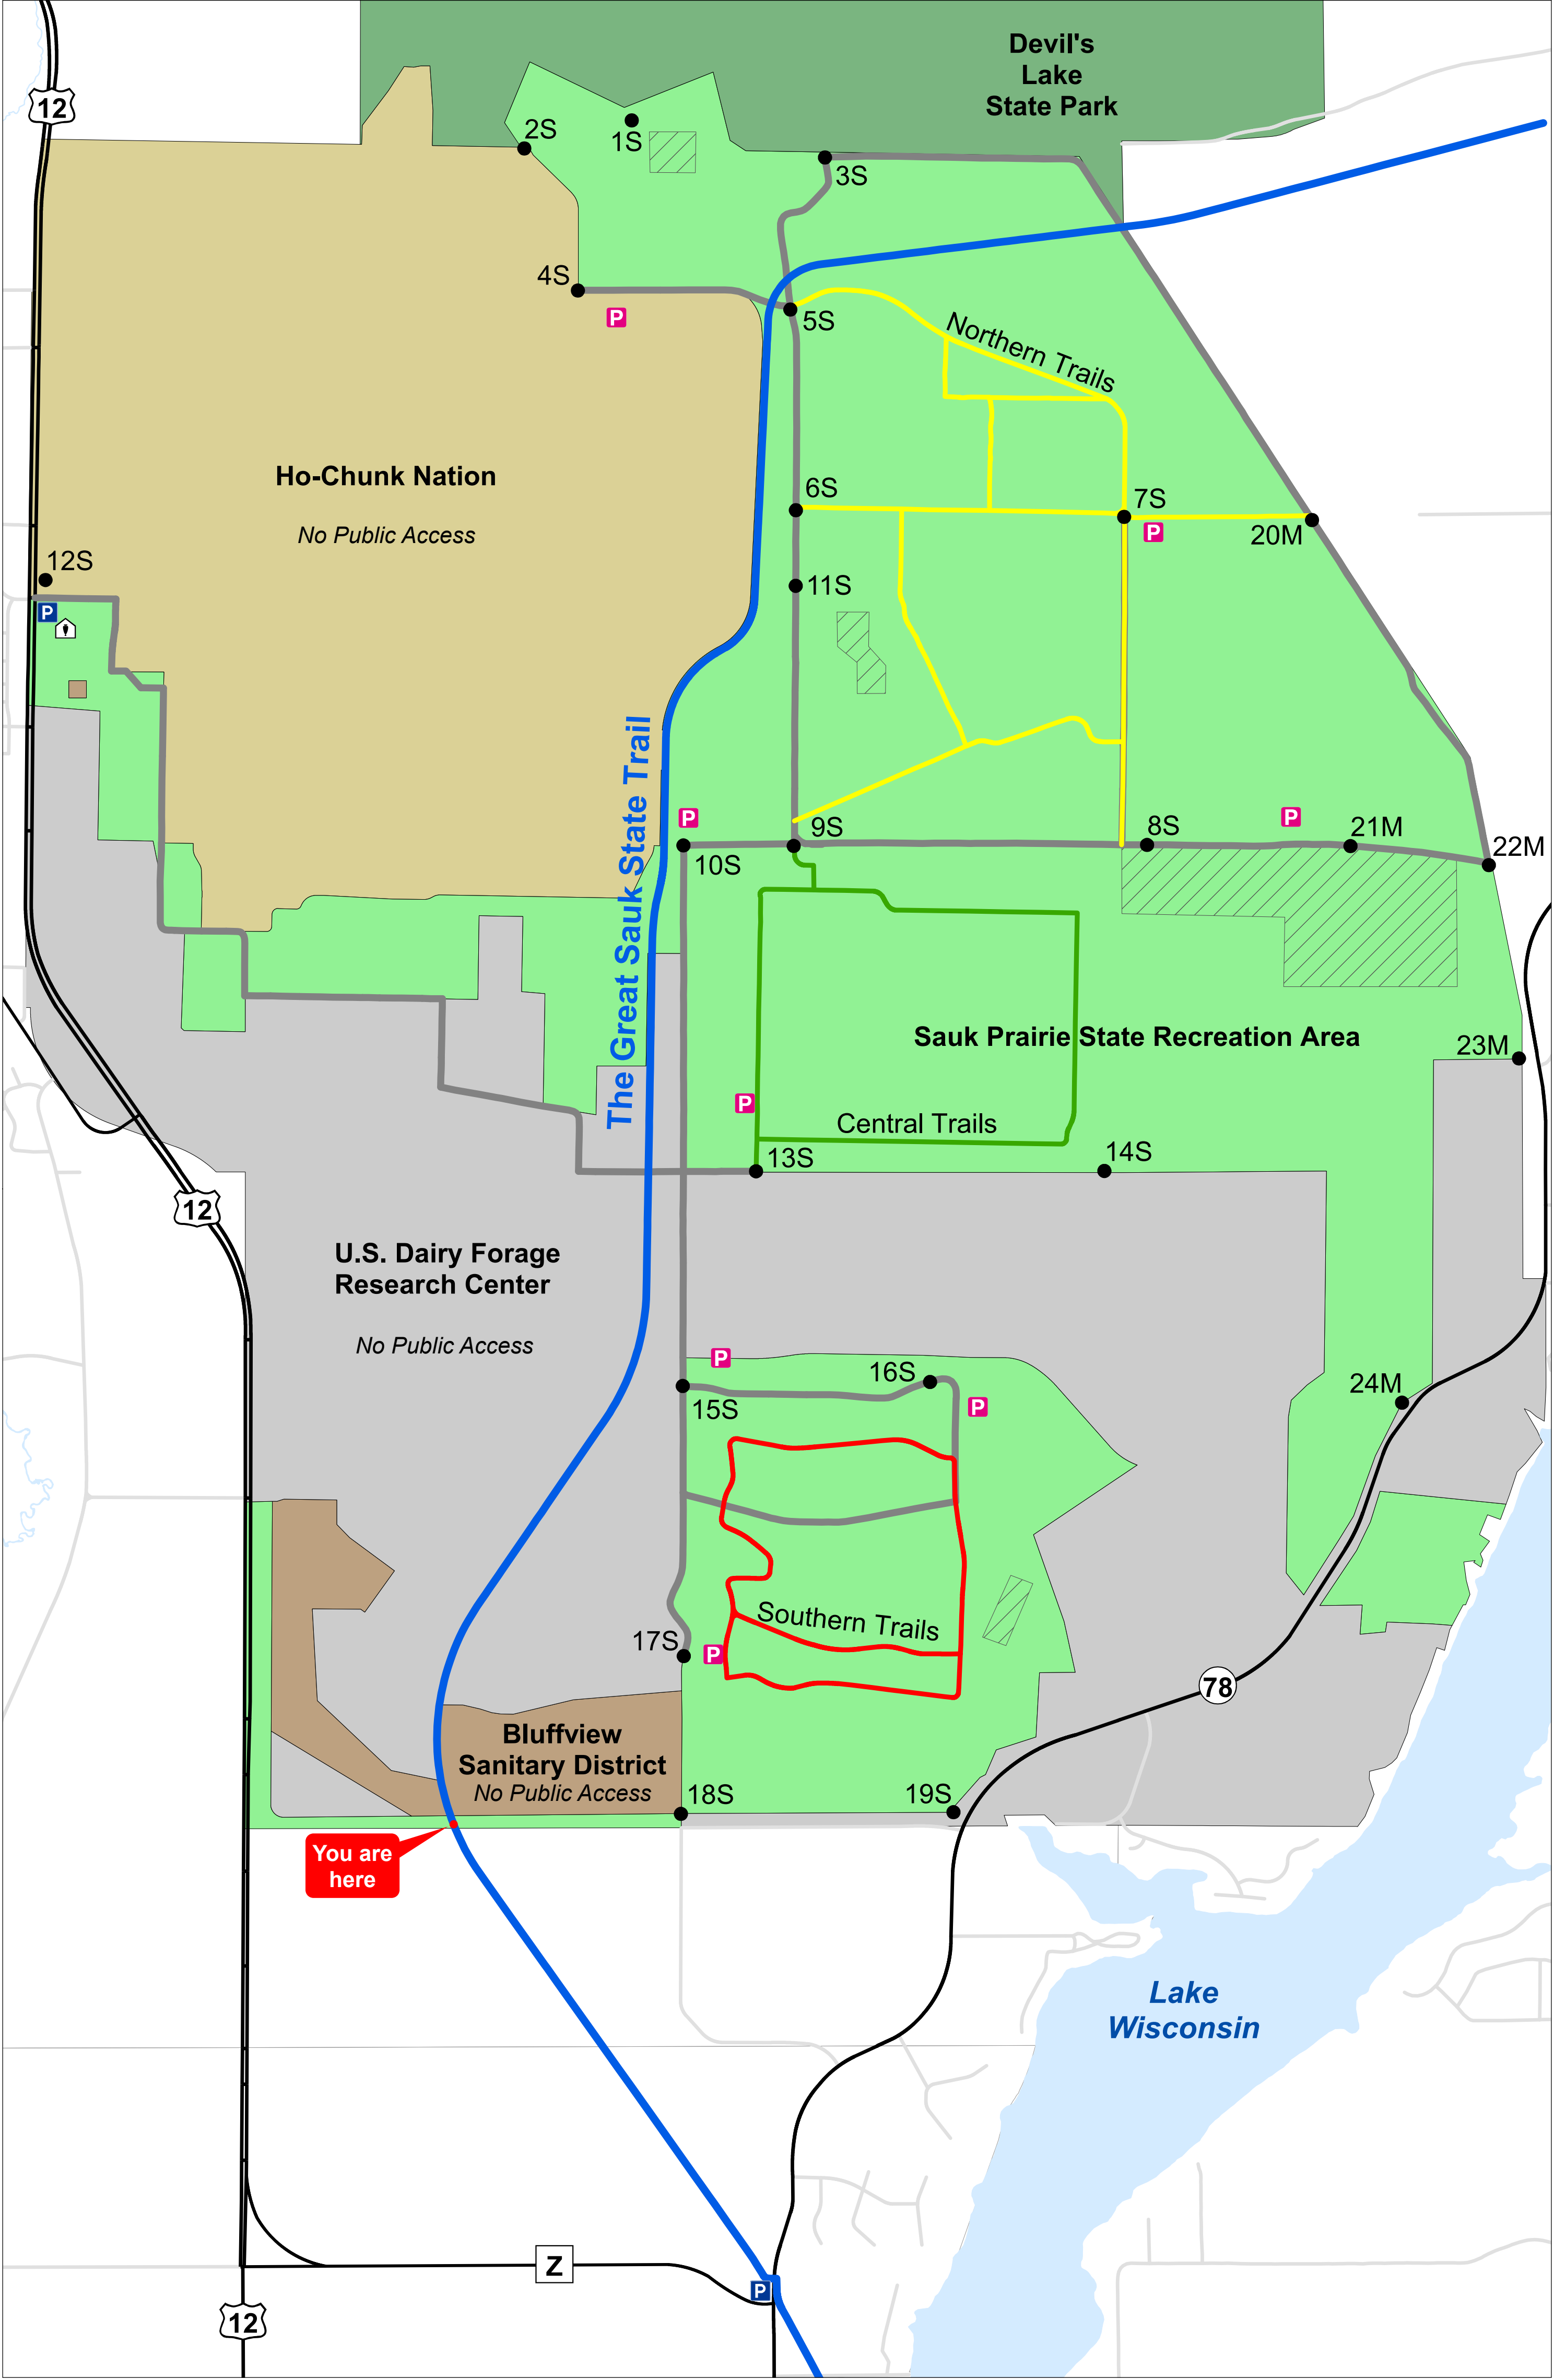 Devil's
Lake
State Park
12
2S
1S
3S
4S
P
5S
Northern Trails
Ho-Chunk Nation
No Public Access
6S
7S
P
20M
12S
P
11S
The Great Sauk State Trail
P
9S
8S
P
21M
22M
10S
Sauk Prairie State Recreation Area
23M
P
Central Trails
13S
14S
12
U.S. Dairy Forage
Research Center
No Public Access
P
16S
15S
P
24M
Southern Trails
17S
P
78
Bluffview
Sanitary District
No Public Access
18S
19S
You are
here
Lake
Wisconsin
Z
P
12